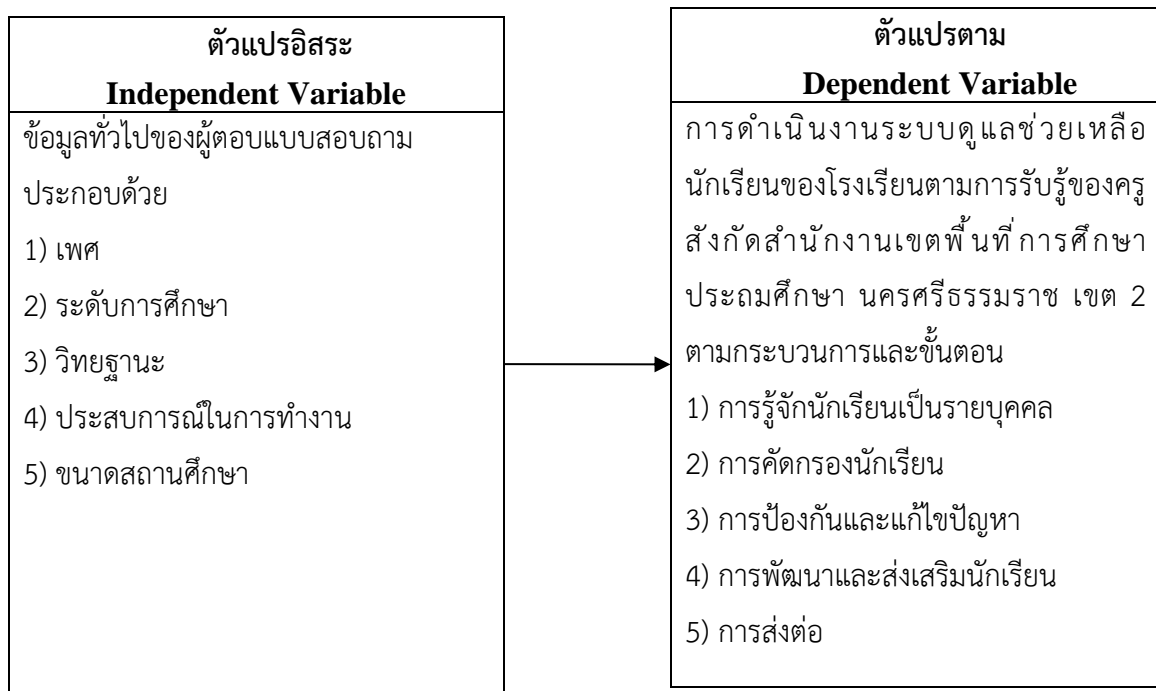 ตัวแปรอิสระ
Independent Variable
ข้อมูลทั่วไปของผู้ตอบแบบสอบถาม
ประกอบด้วย
1) เพศ
2) ระดับการศึกษา
3) วิทยฐานะ
4) ประสบการณ์ในการทำงาน
5) ขนาดสถานศึกษา
ตัวแปรตาม
Dependent Variable
การดำเนินงานระบบดูแลช่วยเหลือ
นักเรียนของโรงเรียนตามการรับรู้ของครู
สังกัดสำนักงานเขตพื้นที่การศึกษา
ประถมศึกษา นครศรีธรรมราช เขต 2
ตามกระบวนการและขั้นตอน
1) การรู้จักนักเรียนเป็นรายบุคคล
2) การคัดกรองนักเรียน
3) การป้องกันและแก้ไขปัญหา
4) การพัฒนาและส่งเสริมนักเรียน
5) การส่งต่อ